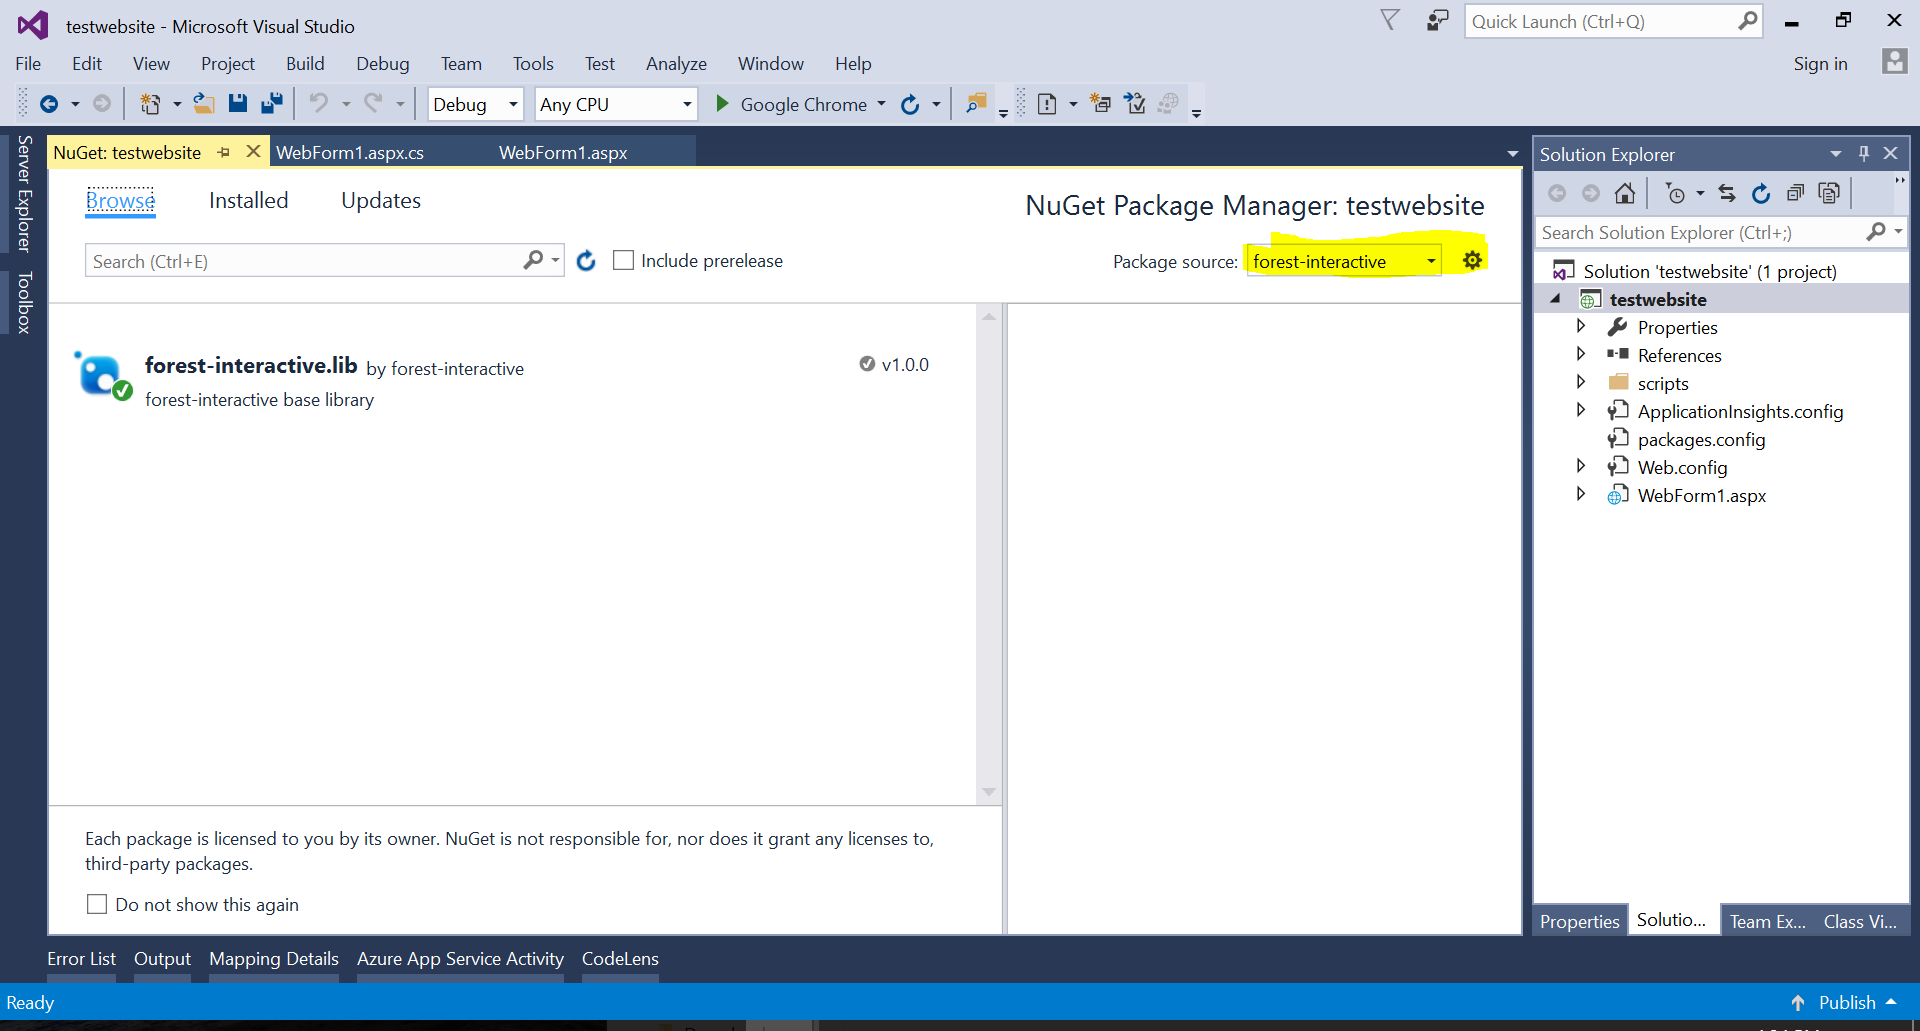 testwebsite - Microsoft Visual Studio
Quick Launch (Ctrl+Q)
File Edit View Project Build Debug Team Tools Test Analyze Window Help
Sign in
Debug Any CPU Google Chrome
Server Explorer
Toolbox
NuGet: testwebsite WebForm1.aspx.cs WebForm1.aspx
Browse Installed Updates
NuGet Package Manager: testwebsite
Search (Ctrl+E) Include prerelease
Package source: forest-interactive
forest-interactive.lib by forest-interactive v1.0.0
forest-interactive base library
Each package is licensed to you by its owner. NuGet is not responsible for, nor does it grant any licenses to,
third-party packages.
Do not show this again
Solution Explorer
Search Solution Explorer (Ctrl+;)
Solution 'testwebsite' (1 project)
testwebsite
Properties
References
scripts
ApplicationInsights.config
packages.config
Web.config
WebForm1.aspx
Properties Solutio... Team Ex... Class Vi...
Error List Output Mapping Details Azure App Service Activity CodeLens
Ready
Publish